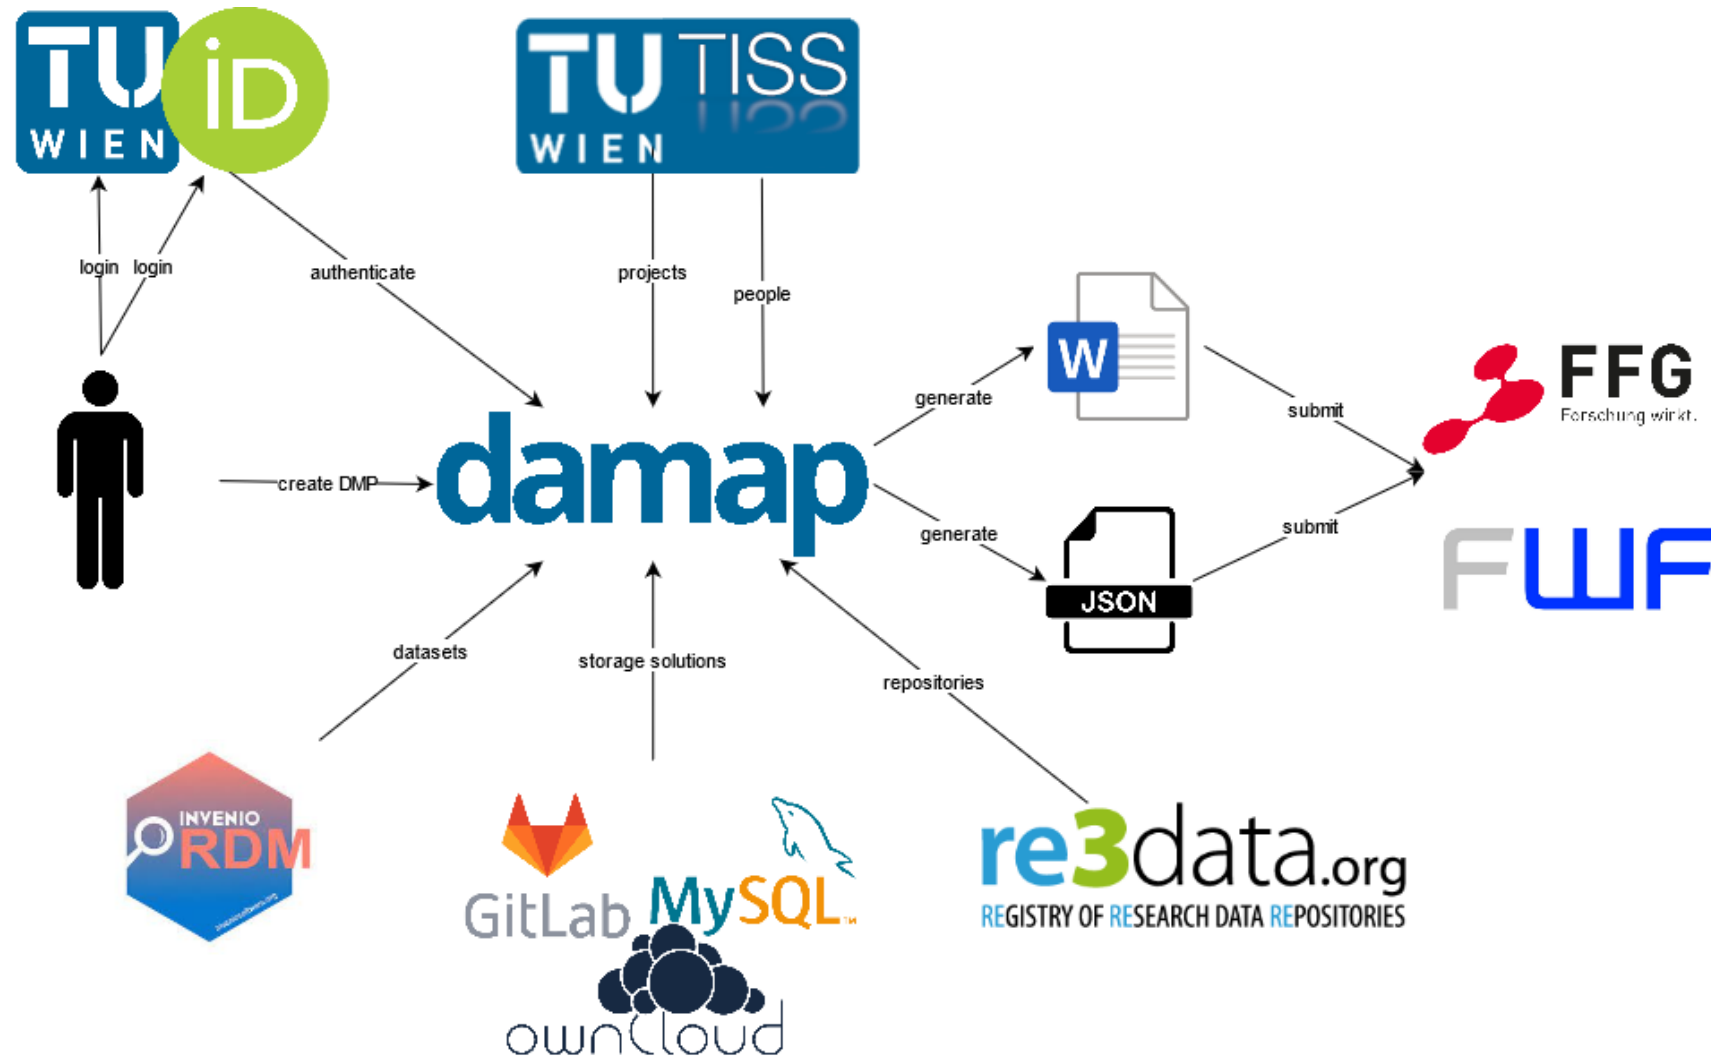 TU
WIEN
iD
TU TISS
WIEN
login
login
authenticate
projects
people
generate
W
submit
FFG
Forschung wirkt.
create DMP
damap
generate
submit
JSON
FWF
datasets
storage solutions
repositories
INVENIO
RDM
GitLab
MySQL
TM
ownCloud
re3data.org
REGISTRY OF RESEARCH DATA REPOSITORIES